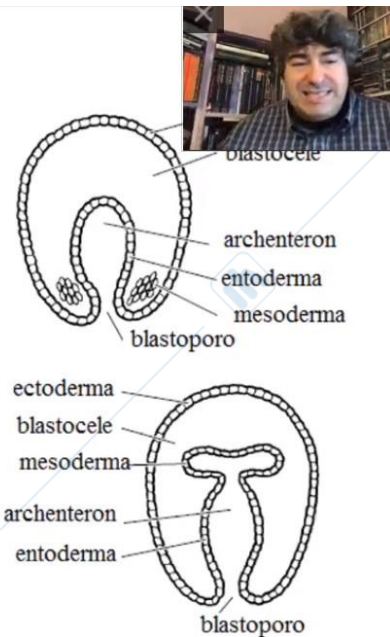 blastocele
archenteron
entoderma
mesoderma
blastoporo
ectoderma
blastocele
mesoderma
archenteron
entoderma
blastoporo